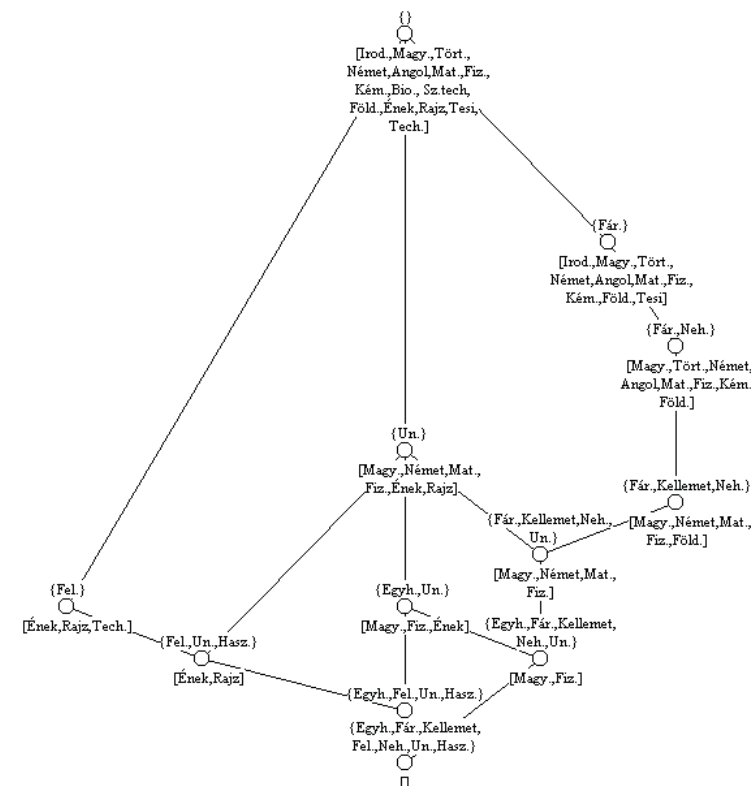 {}
[Irod.,Magy.,Tört.,
Német,Angol,Mat.,Fiz.,
Kém.,Bio., Sz.tech,
Föld.,Ének,Rajz,Tesi,
Tech.]
{Fár.}
[Irod.,Magy.,Tört.,
Német,Angol,Mat.,Fiz.,
Kém.,Föld.,Tesi]
{Fár.,Neh.}
[Magy.,Tört.,Német,
Angol,Mat.,Fiz.,Kém.
Föld.]
{Un.}
[Magy.,Német,Mat.,
Fiz.,Ének,Rajz]
{Fár.,Kellemet,Neh.}
[Magy.,Német,Mat.,
Fiz.,Föld.]
{Fár.,Kellemet,Neh.,
Un.}
[Magy.,Német,Mat.,
Fiz.]
{Fel.}
[Ének,Rajz,Tech.]
{Egyh.,Un.}
[Magy.,Fiz.,Ének]
{Egyh.,Fár.,Kellemet,
Neh.,Un.}
[Magy.,Fiz.]
{Fel.,Un.,Hasz.}
[Ének,Rajz]
{Egyh.,Fel.,Un.,Hasz.}
{Egyh.,Fár.,Kellemet,
Fel.,Neh.,Un.,Hasz.}
[]